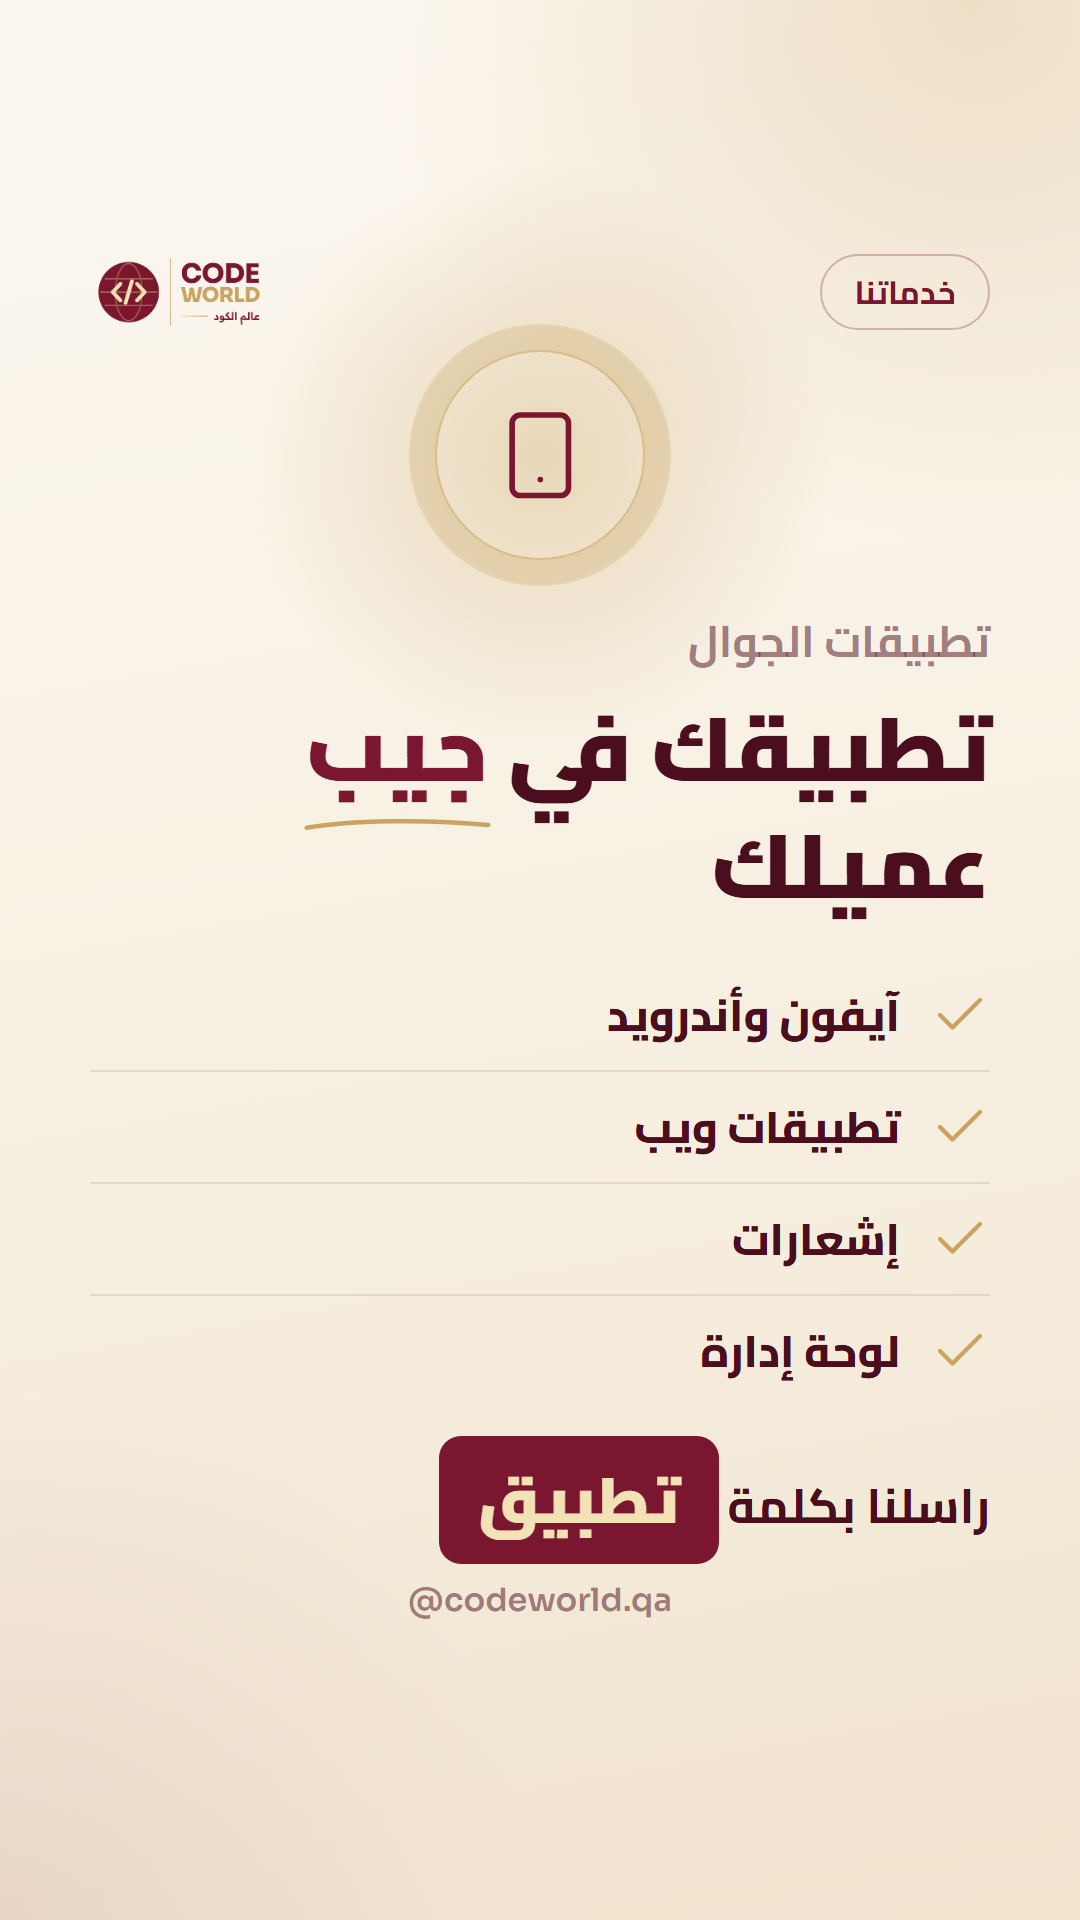 خدماتنا
CODE
WORLD
عالم الكود
تطبيقات الجوال
تطبيقك في جيب
عميلك
آيفون وأندرويد
تطبيقات ويب
إشعارات
لوحة إدارة
راسلنا بكلمة تطبيق
@codeworld.qa